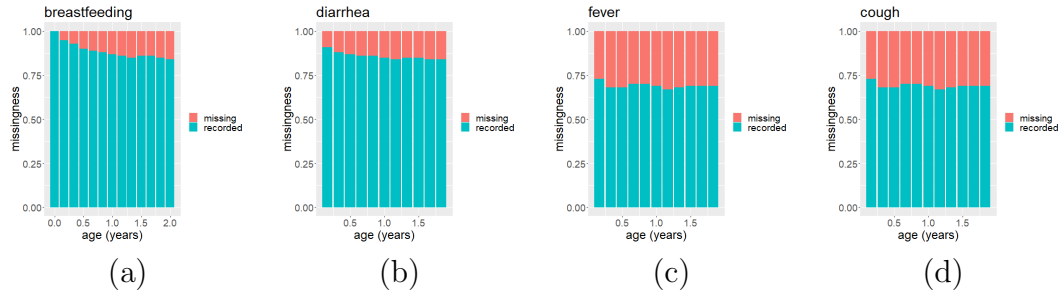 breastfeeding
missingness
1.00
0.75
0.50
0.25
0.00
0.0 0.5 1.0 1.5 2.0
age (years)
missing
recorded
(a)
diarrhea
missingness
1.00
0.75
0.50
0.25
0.00
0.5 1.0 1.5
age (years)
missing
recorded
(b)
fever
missingness
1.00
0.75
0.50
0.25
0.00
0.5 1.0 1.5
age (years)
missing
recorded
(c)
cough
missingness
1.00
0.75
0.50
0.25
0.00
0.5 1.0 1.5
age (years)
missing
recorded
(d)